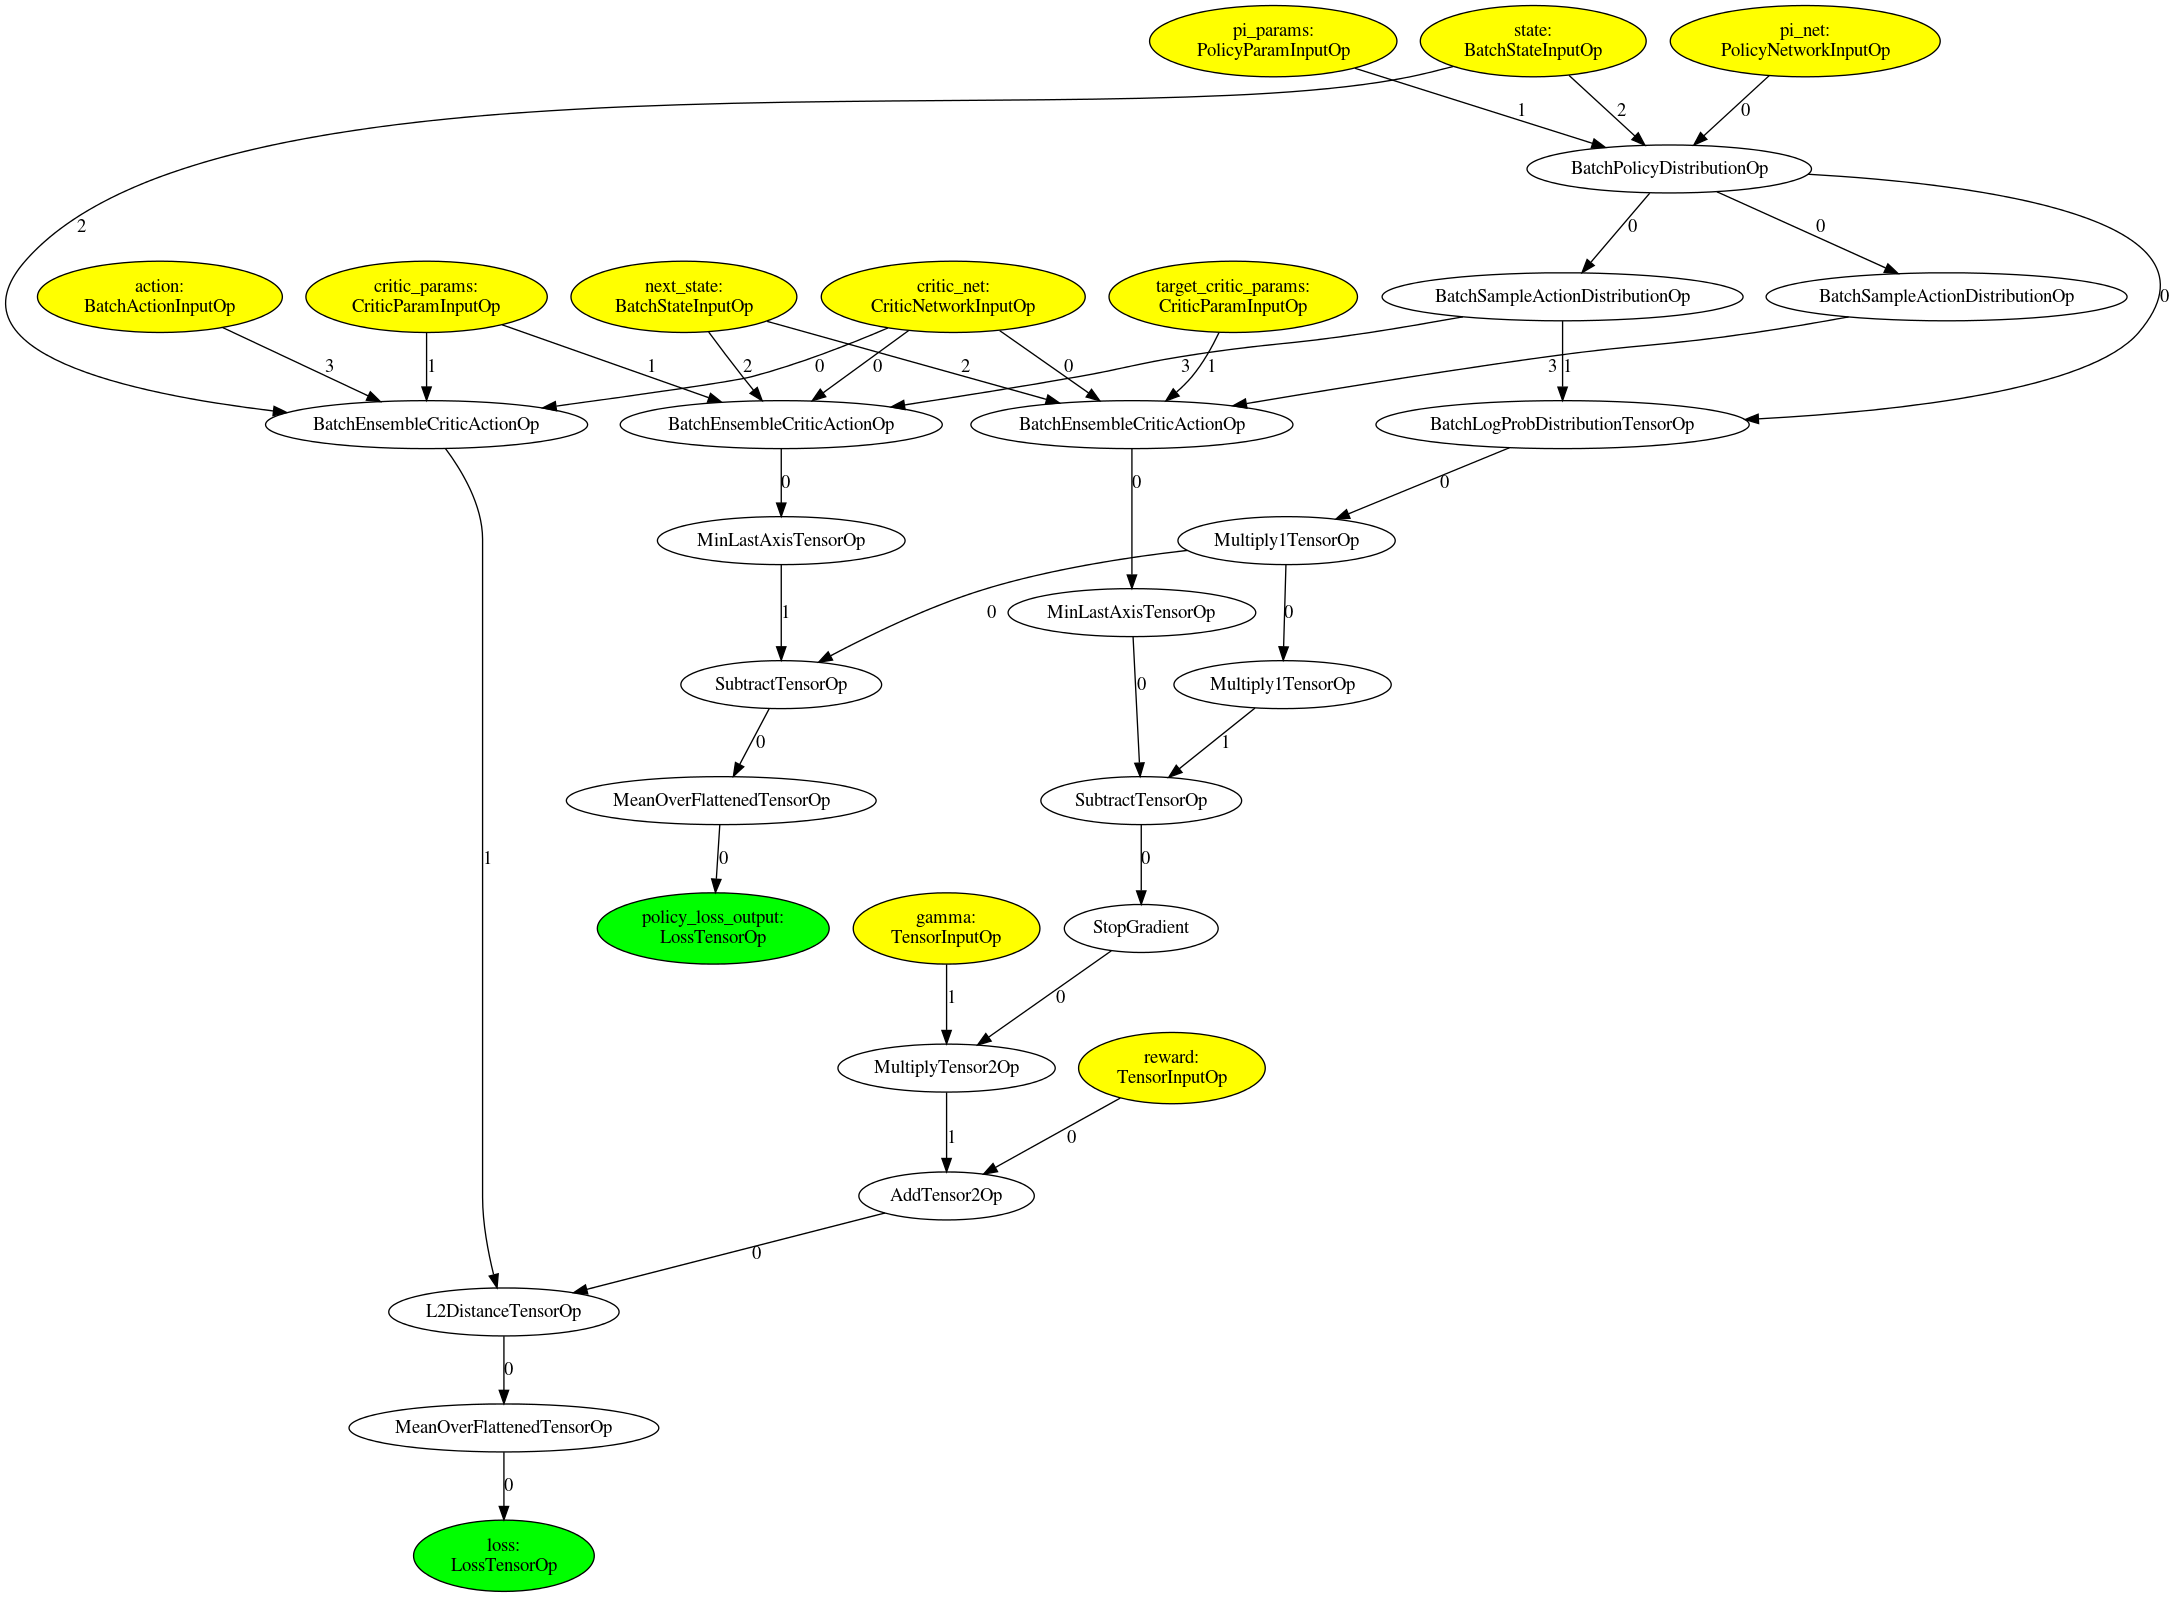 pi_params:
PolicyParamInputOp
state:
BatchStateInputOp
pi_net:
PolicyNetworkInputOp
1
2
0
BatchPolicyDistributionOp
2
0
0
action:
BatchActionInputOp
critic_params:
CriticParamInputOp
next_state:
BatchStateInputOp
critic_net:
CriticNetworkInputOp
target_critic_params:
CriticParamInputOp
BatchSampleActionDistributionOp
BatchSampleActionDistributionOp
0
3
1
1
2
0
0
2
0
3
1
3
1
BatchEnsembleCriticActionOp
BatchEnsembleCriticActionOp
BatchEnsembleCriticActionOp
BatchLogProbDistributionTensorOp
0
0
0
MinLastAxisTensorOp
Multiply1TensorOp
1
0
MinLastAxisTensorOp
0
SubtractTensorOp
0
Multiply1TensorOp
0
1
MeanOverFlattenedTensorOp
SubtractTensorOp
1
0
0
policy_loss_output:
LossTensorOp
gamma:
TensorInputOp
StopGradient
1
0
MultiplyTensor2Op
reward:
TensorInputOp
1
0
AddTensor2Op
0
L2DistanceTensorOp
0
MeanOverFlattenedTensorOp
0
loss:
LossTensorOp